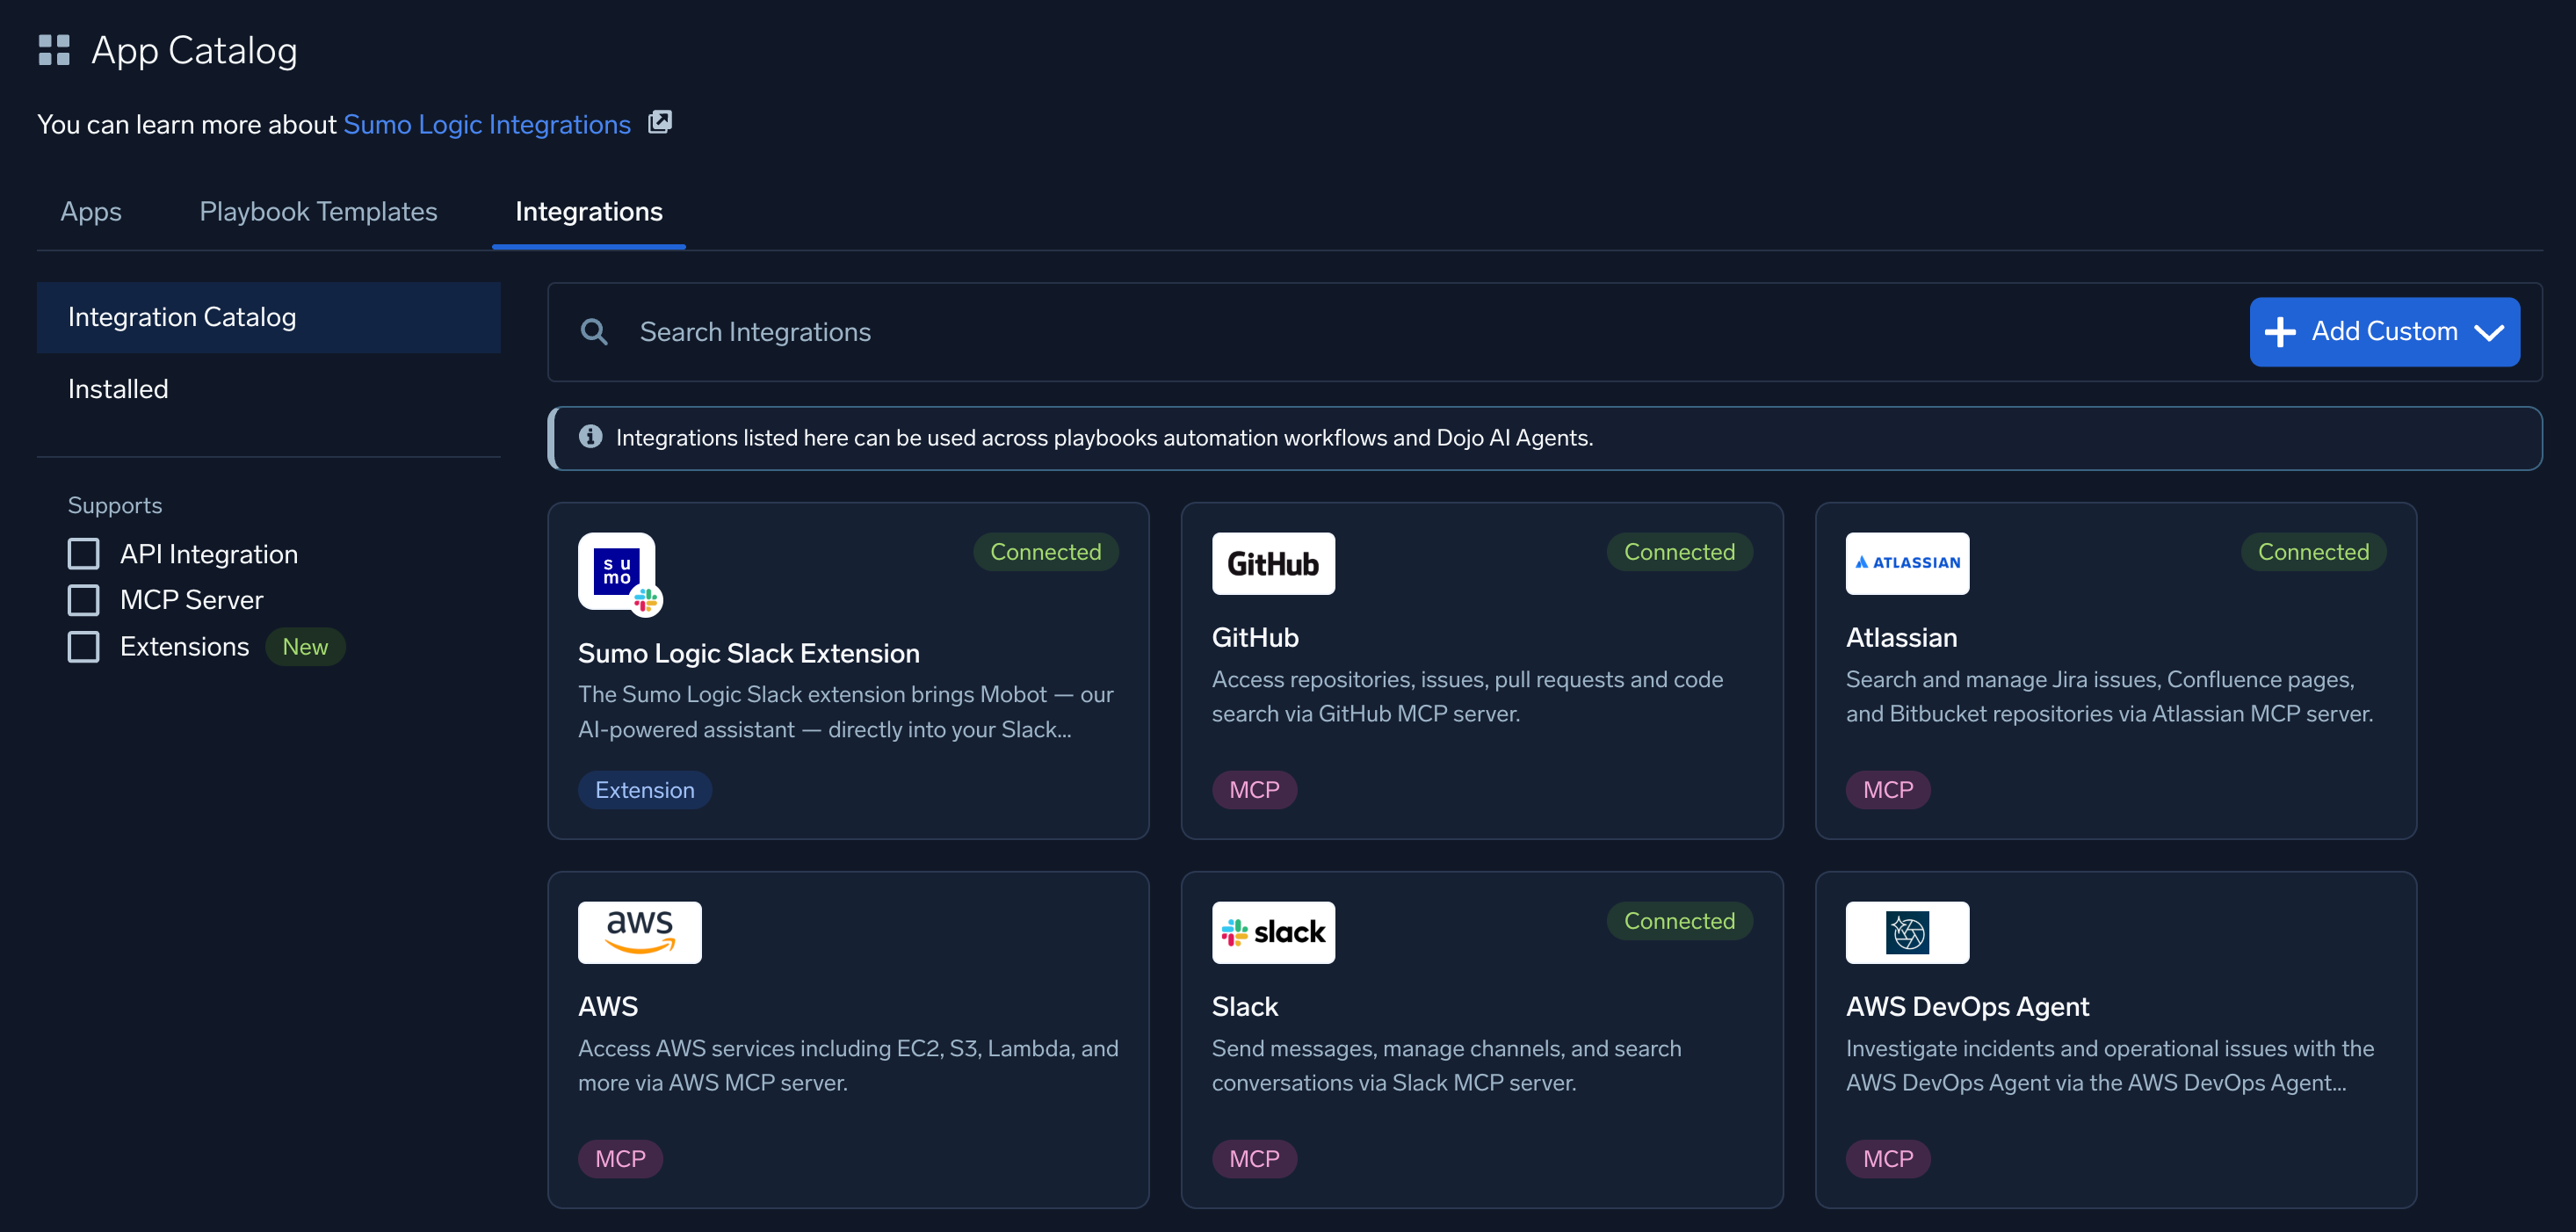 App Catalog
You can learn more about Sumo Logic Integrations
Apps
Playbook Templates
Integrations
Integration Catalog
Installed
Supports
API Integration
MCP Server
Extensions New
Search Integrations
Add Custom
Integrations listed here can be used across playbooks automation workflows and Dojo AI Agents.
su
mo
Connected
Sumo Logic Slack Extension
The Sumo Logic Slack extension brings Mobot — our
AI-powered assistant — directly into your Slack...
Extension
GitHub
Connected
GitHub
Access repositories, issues, pull requests and code
search via GitHub MCP server.
MCP
ATLASSIAN
Connected
Atlassian
Search and manage Jira issues, Confluence pages,
and Bitbucket repositories via Atlassian MCP server.
MCP
aws
AWS
Access AWS services including EC2, S3, Lambda, and
more via AWS MCP server.
MCP
slack
Connected
Slack
Send messages, manage channels, and search
conversations via Slack MCP server.
MCP
AWS DevOps Agent
Investigate incidents and operational issues with the
AWS DevOps Agent via the AWS DevOps Agent...
MCP